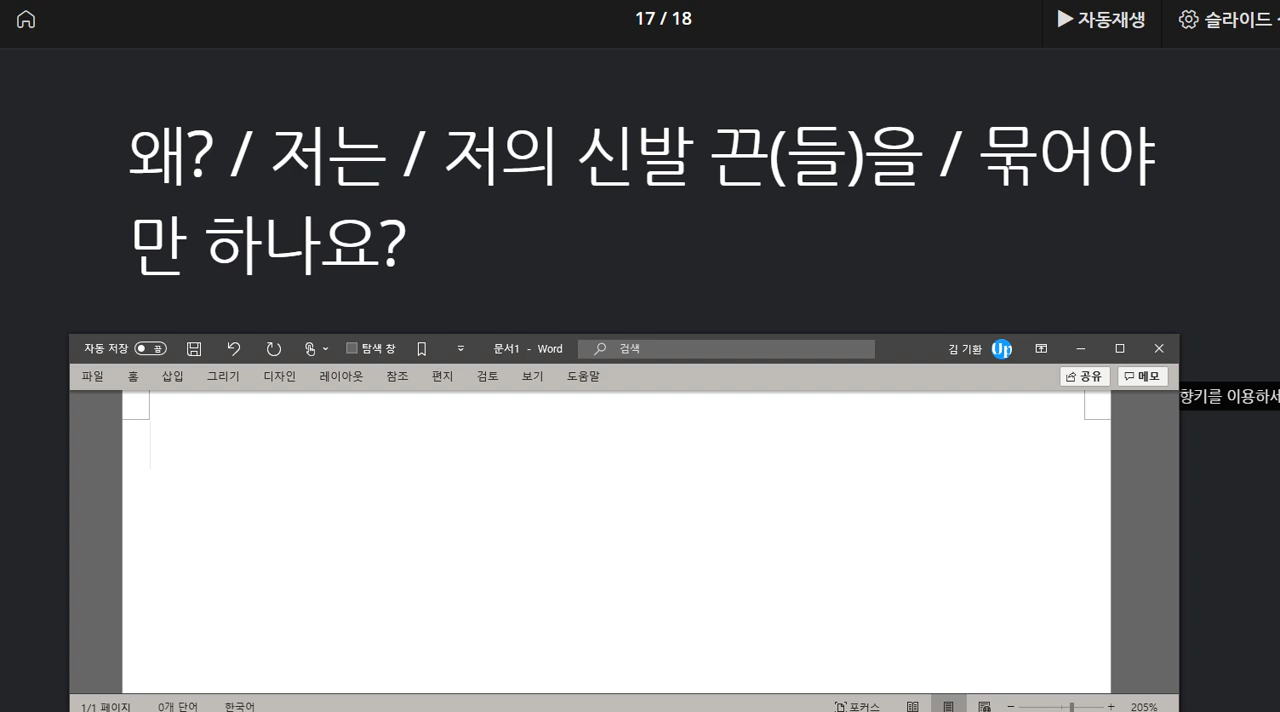 17 / 18
▶ 자동재생
슬라이드
왜? / 저는 / 저의 신발 끈(들)을 / 묶어야
만 하나요?
자동 저장 끔 탐색 창 문서1 - Word 검색 김 기환 Up
파일 홈 삽입 그리기 디자인 레이아웃 참조 편지 검토 보기 도움말 공유 메모
향키를 이용하세
1/1 페이지 0개 단어 한국어 포커스 - + 205%